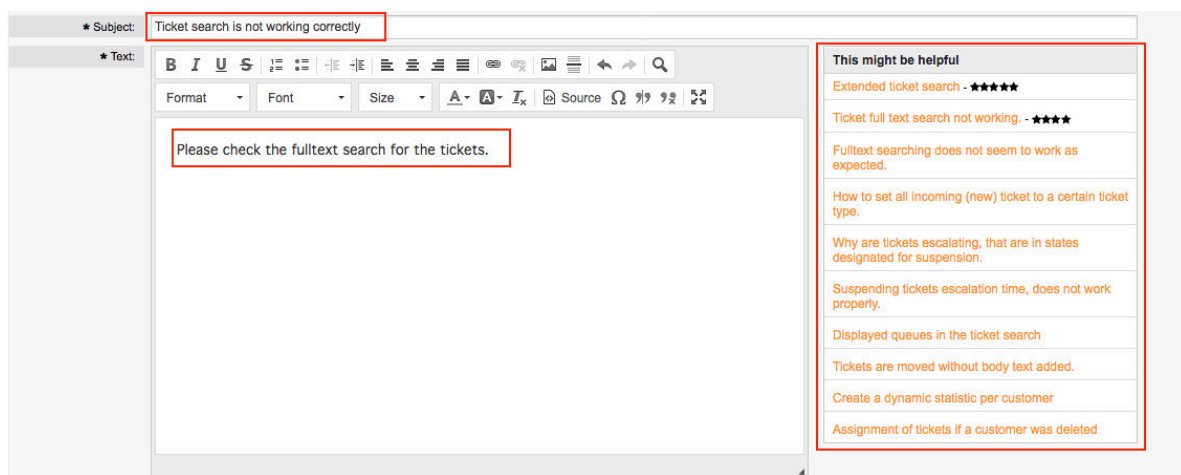 ★ Subject:
Ticket search is not working correctly
★ Text:
B I U S
Format Font Size A A Ix Source Ω
Please check the fulltext search for the tickets.
This might be helpful
Extended ticket search - ★★★★★
Ticket full text search not working. - ★★★★
Fulltext searching does not seem to work as
expected.
How to set all incoming (new) ticket to a certain ticket
type.
Why are tickets escalating, that are in states
designated for suspension.
Suspending tickets escalation time, does not work
properly.
Displayed queues in the ticket search
Tickets are moved without body text added.
Create a dynamic statistic per customer
Assignment of tickets if a customer was deleted